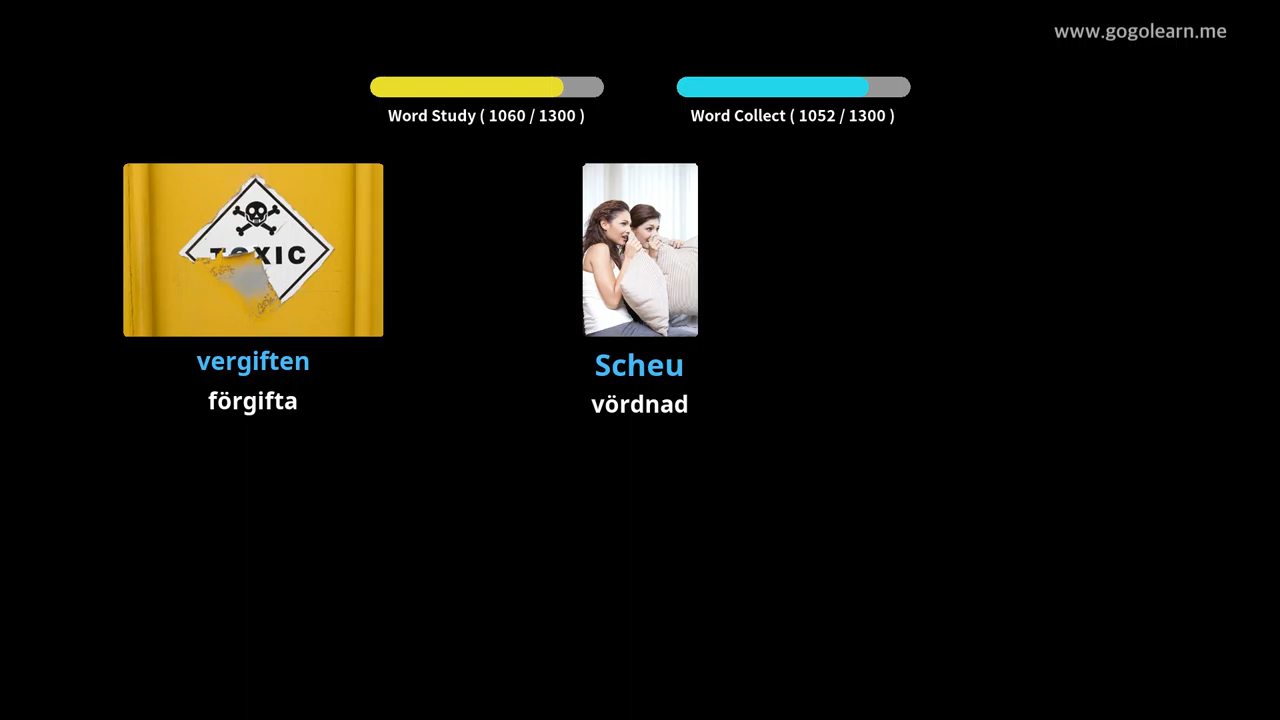 www.gogolearn.me
Word Study ( 1060 / 1300 )
Word Collect ( 1052 / 1300 )
TOXIC
vergiften
förgifta
Scheu
vördnad